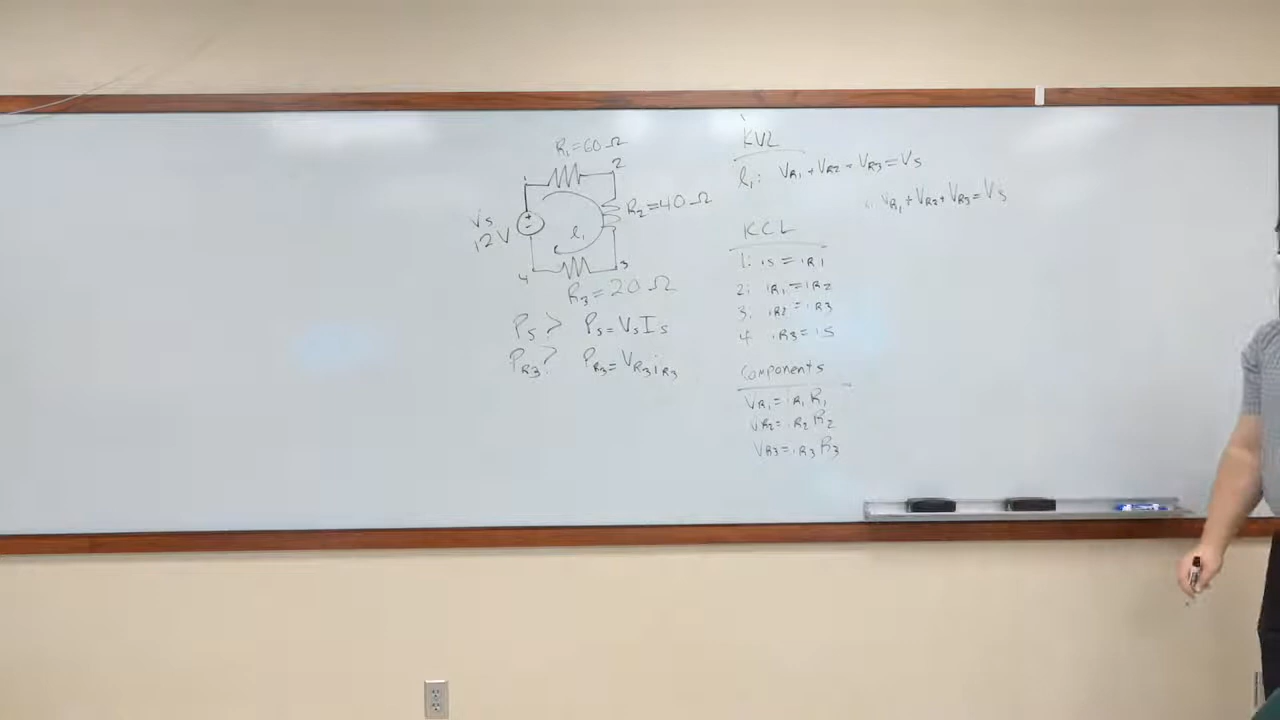 R1=60 Ω
1
2
Vs
12V
+
-
R2=40Ω
l1
4
3
R3=20 Ω
Ps? Ps=VsIs
PR3? PR3=VR3iR3
KVL
l1: VR1+VR2+VR3=Vs
VR1+VR2+VR3=Vs
KCL
1: is=iR1
2: iR1=iR2
3: iR2=iR3
4 iR3=is
Components
VR1=iR1R1
VR2=iR2R2
VR3=iR3R3